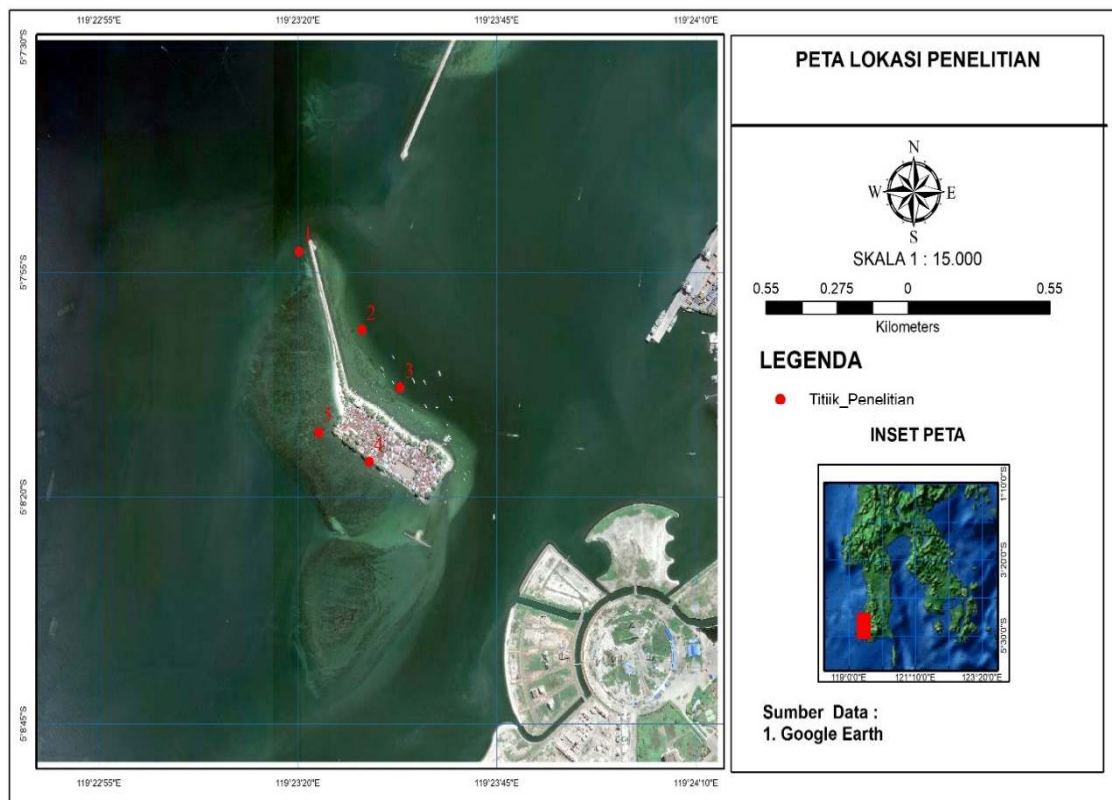 119°22'55"E 119°23'20"E 119°23'45"E 119°24'10"E
5°7'30"S
5°7'55"S
5°8'20"S
5°8'45"S
1
2
3
5
4
119°22'55"E 119°23'20"E 119°23'45"E 119°24'10"E
PETA LOKASI PENELITIAN
N
W E
S
SKALA 1 : 15.000
0.55 0.275 0 0.55
Kilometers
LEGENDA
Titiik_Penelitian
INSET PETA
1°10'0"S
3°20'0"S
5°30'0"S
119°0'0"E 121°10'0"E 123°20'0"E
Sumber Data :
1. Google Earth